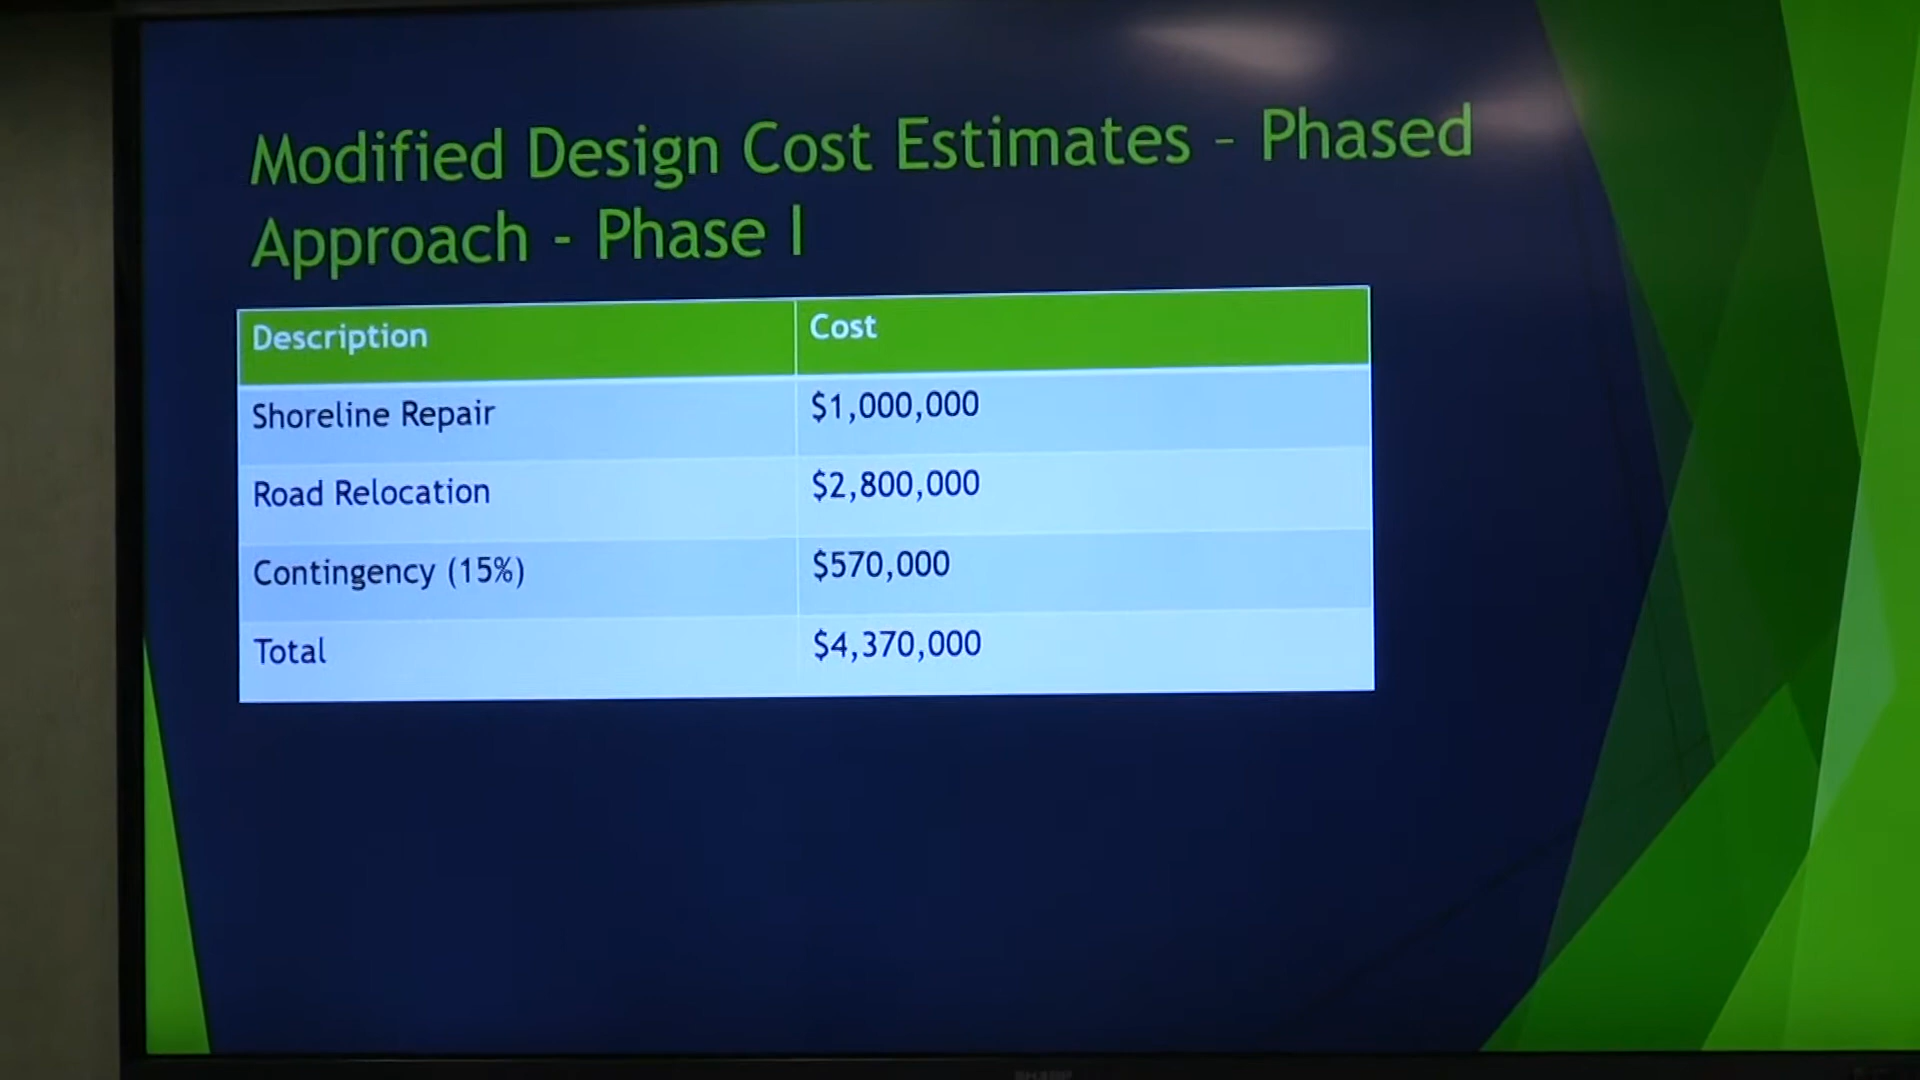 Modified Design Cost Estimates – Phased
Approach - Phase I
Description Cost
Shoreline Repair $1,000,000
Road Relocation $2,800,000
Contingency (15%) $570,000
Total $4,370,000